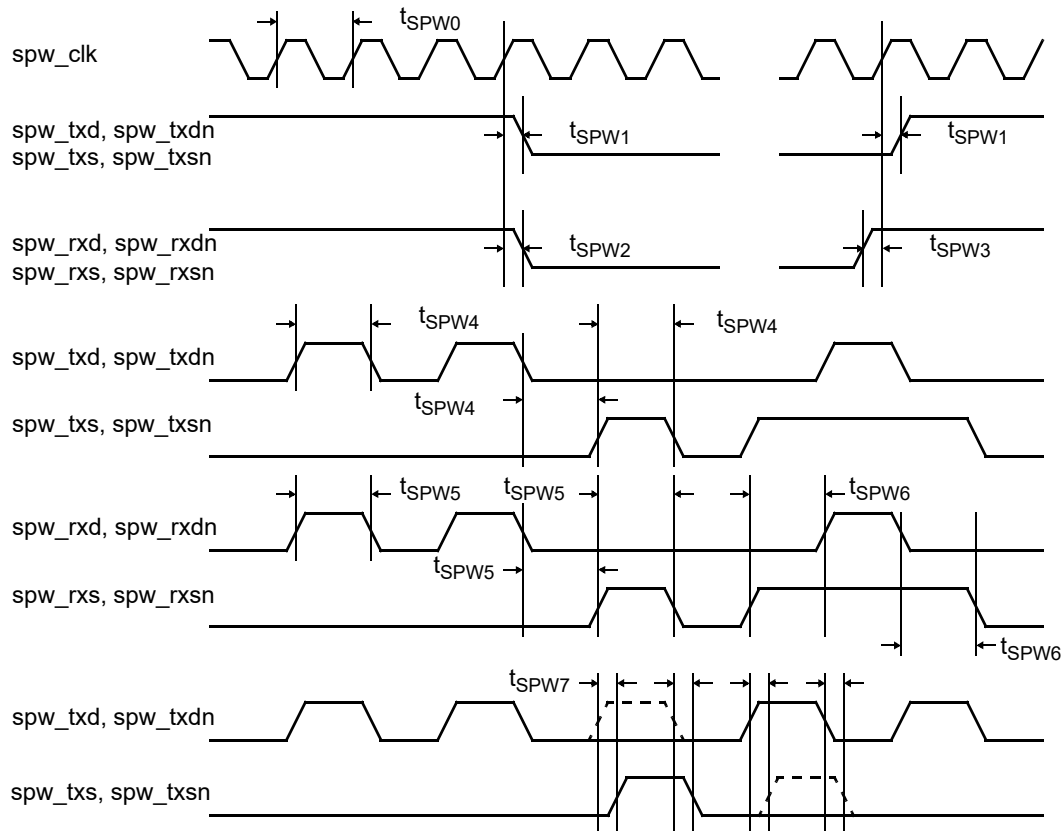 tSPW0
spw_clk
spw_txd, spw_txdn
spw_txs, spw_txsn
tSPW1
tSPW1
spw_rxd, spw_rxdn
spw_rxs, spw_rxsn
tSPW2
tSPW3
tSPW4
tSPW4
spw_txd, spw_txdn
tSPW4
spw_txs, spw_txsn
tSPW5
tSPW5
tSPW6
spw_rxd, spw_rxdn
tSPW5
spw_rxs, spw_rxsn
tSPW6
tSPW7
spw_txd, spw_txdn
spw_txs, spw_txsn